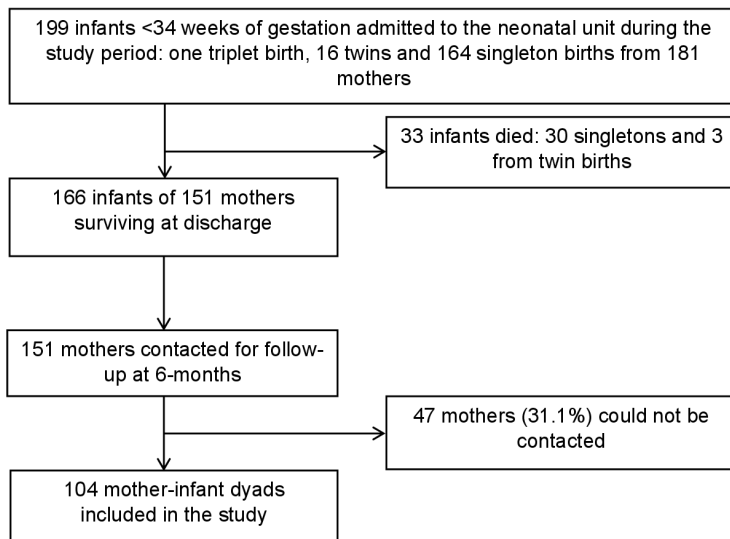 199 infants <34 weeks of gestation admitted to the neonatal unit during the
study period: one triplet birth, 16 twins and 164 singleton births from 181
mothers
33 infants died: 30 singletons and 3
from twin births
166 infants of 151 mothers
surviving at discharge
151 mothers contacted for follow-
up at 6-months
47 mothers (31.1%) could not be
contacted
104 mother-infant dyads
included in the study